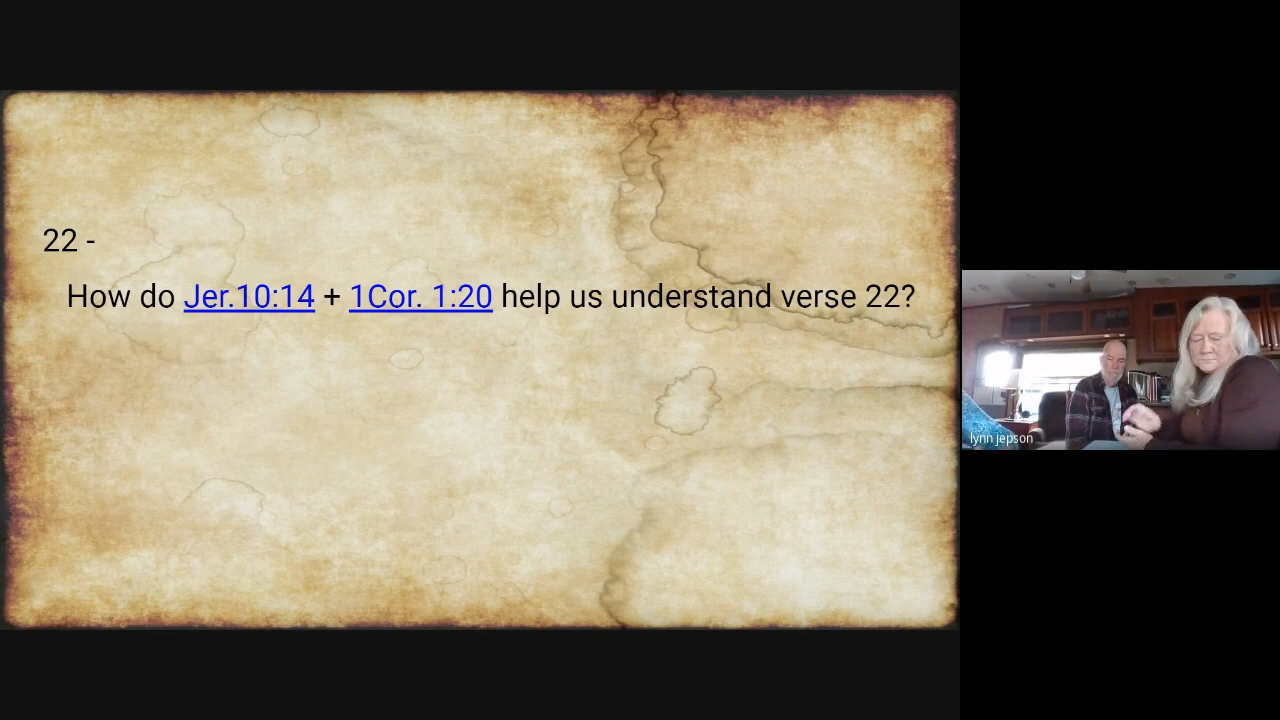 22 -
How do Jer.10:14 + 1Cor. 1:20 help us understand verse 22?
lynn jepson